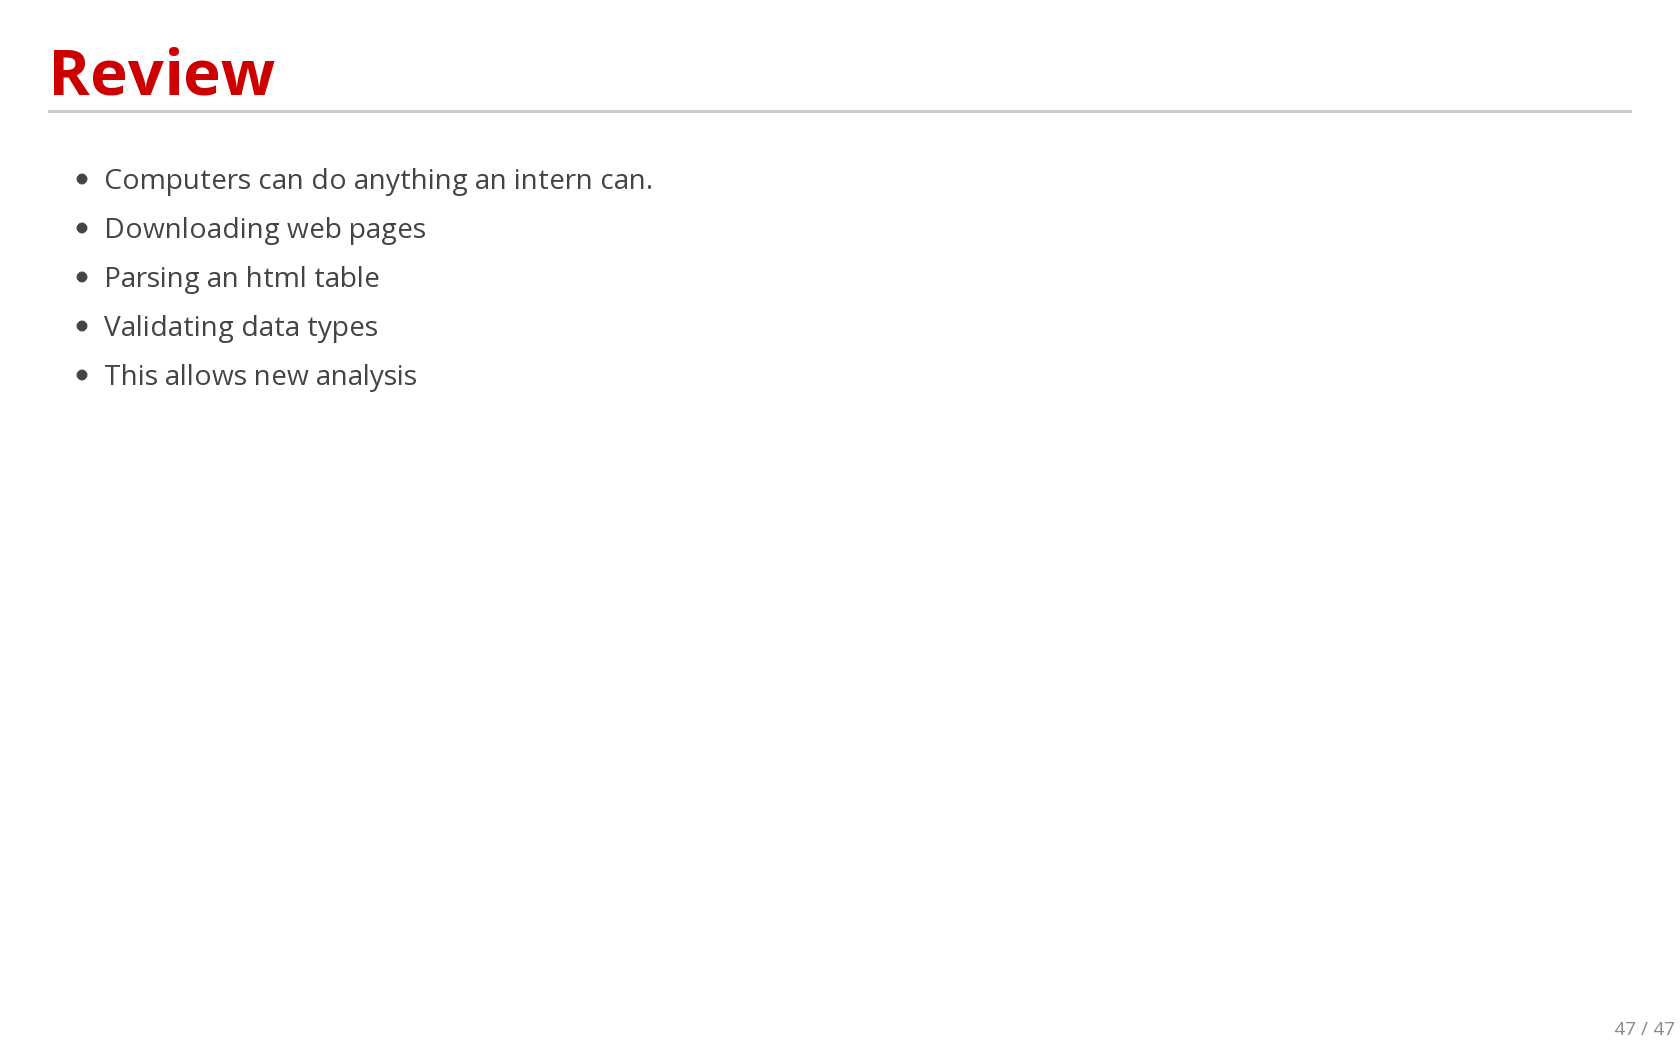 Review
• Computers can do anything an intern can.
• Downloading web pages
• Parsing an html table
• Validating data types
• This allows new analysis
47 / 47